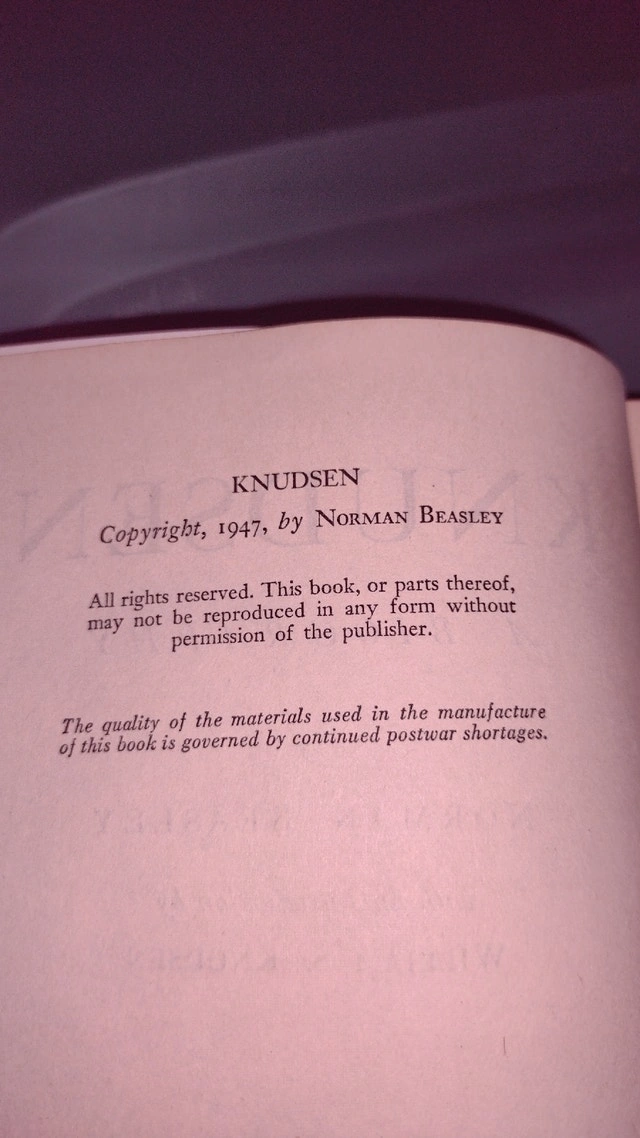 KNUDSEN
Copyright, 1947, by NORMAN BEASLEY
All rights reserved. This book, or parts thereof,
may not be reproduced in any form without
permission of the publisher.
The quality of the materials used in the manufacture
of this book is governed by continued postwar shortages.